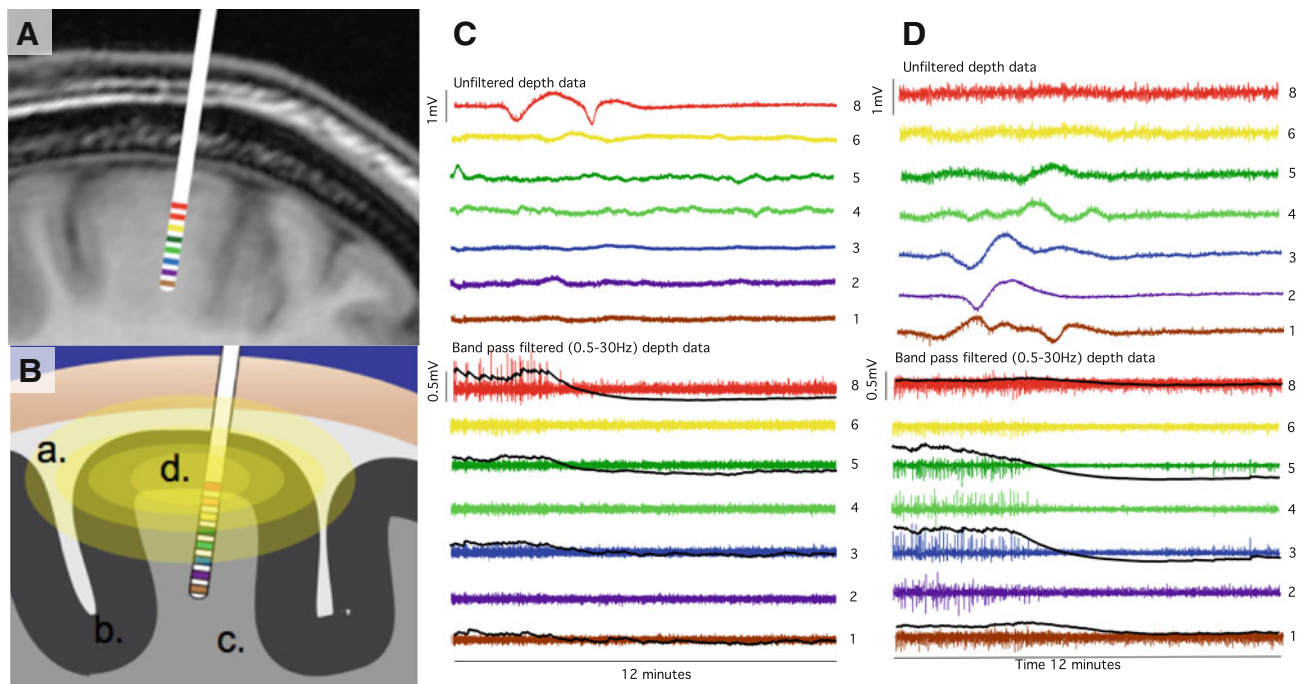 A
B
a.
b.
c.
d.
C
Unfiltered depth data
1mV
8
6
5
4
3
2
1
Band pass filtered (0.5-30Hz) depth data
0.5mV
8
6
5
4
3
2
1
12 minutes
D
Unfiltered depth data
1mV
8
6
5
4
3
2
1
Band pass filtered (0.5-30Hz) depth data
0.5mV
8
6
5
4
3
2
1
Time 12 minutes